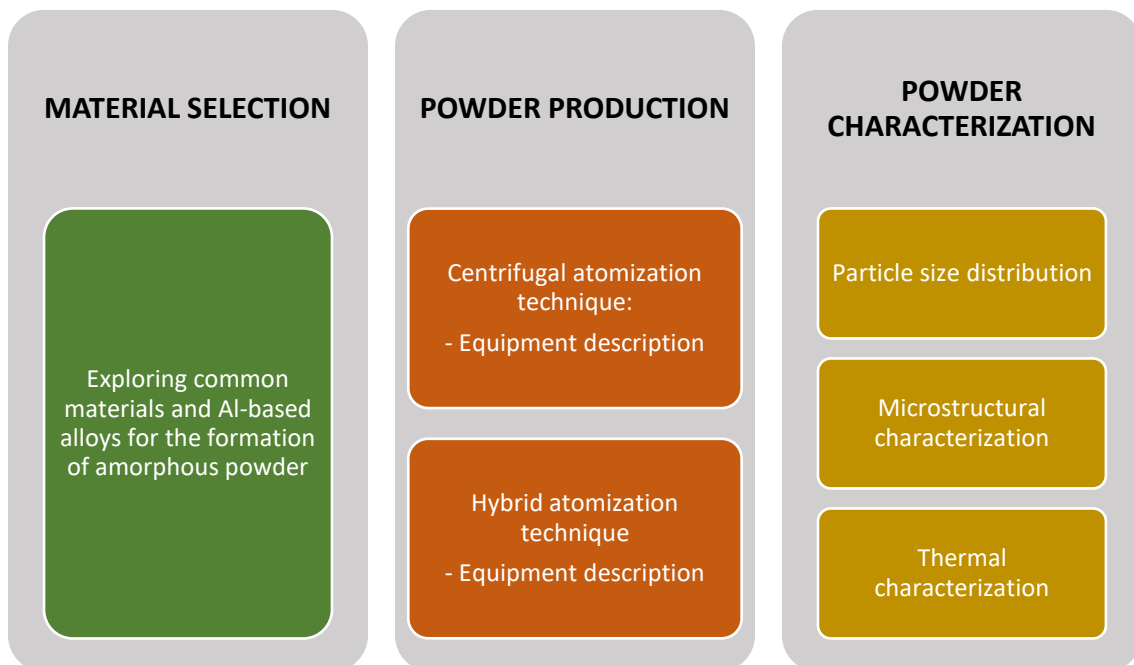 MATERIAL SELECTION
Exploring common
materials and Al-based
alloys for the formation
of amorphous powder
POWDER PRODUCTION
Centrifugal atomization
technique:
- Equipment description
Hybrid atomization
technique
- Equipment description
POWDER
CHARACTERIZATION
Particle size distribution
Microstructural
characterization
Thermal
characterization